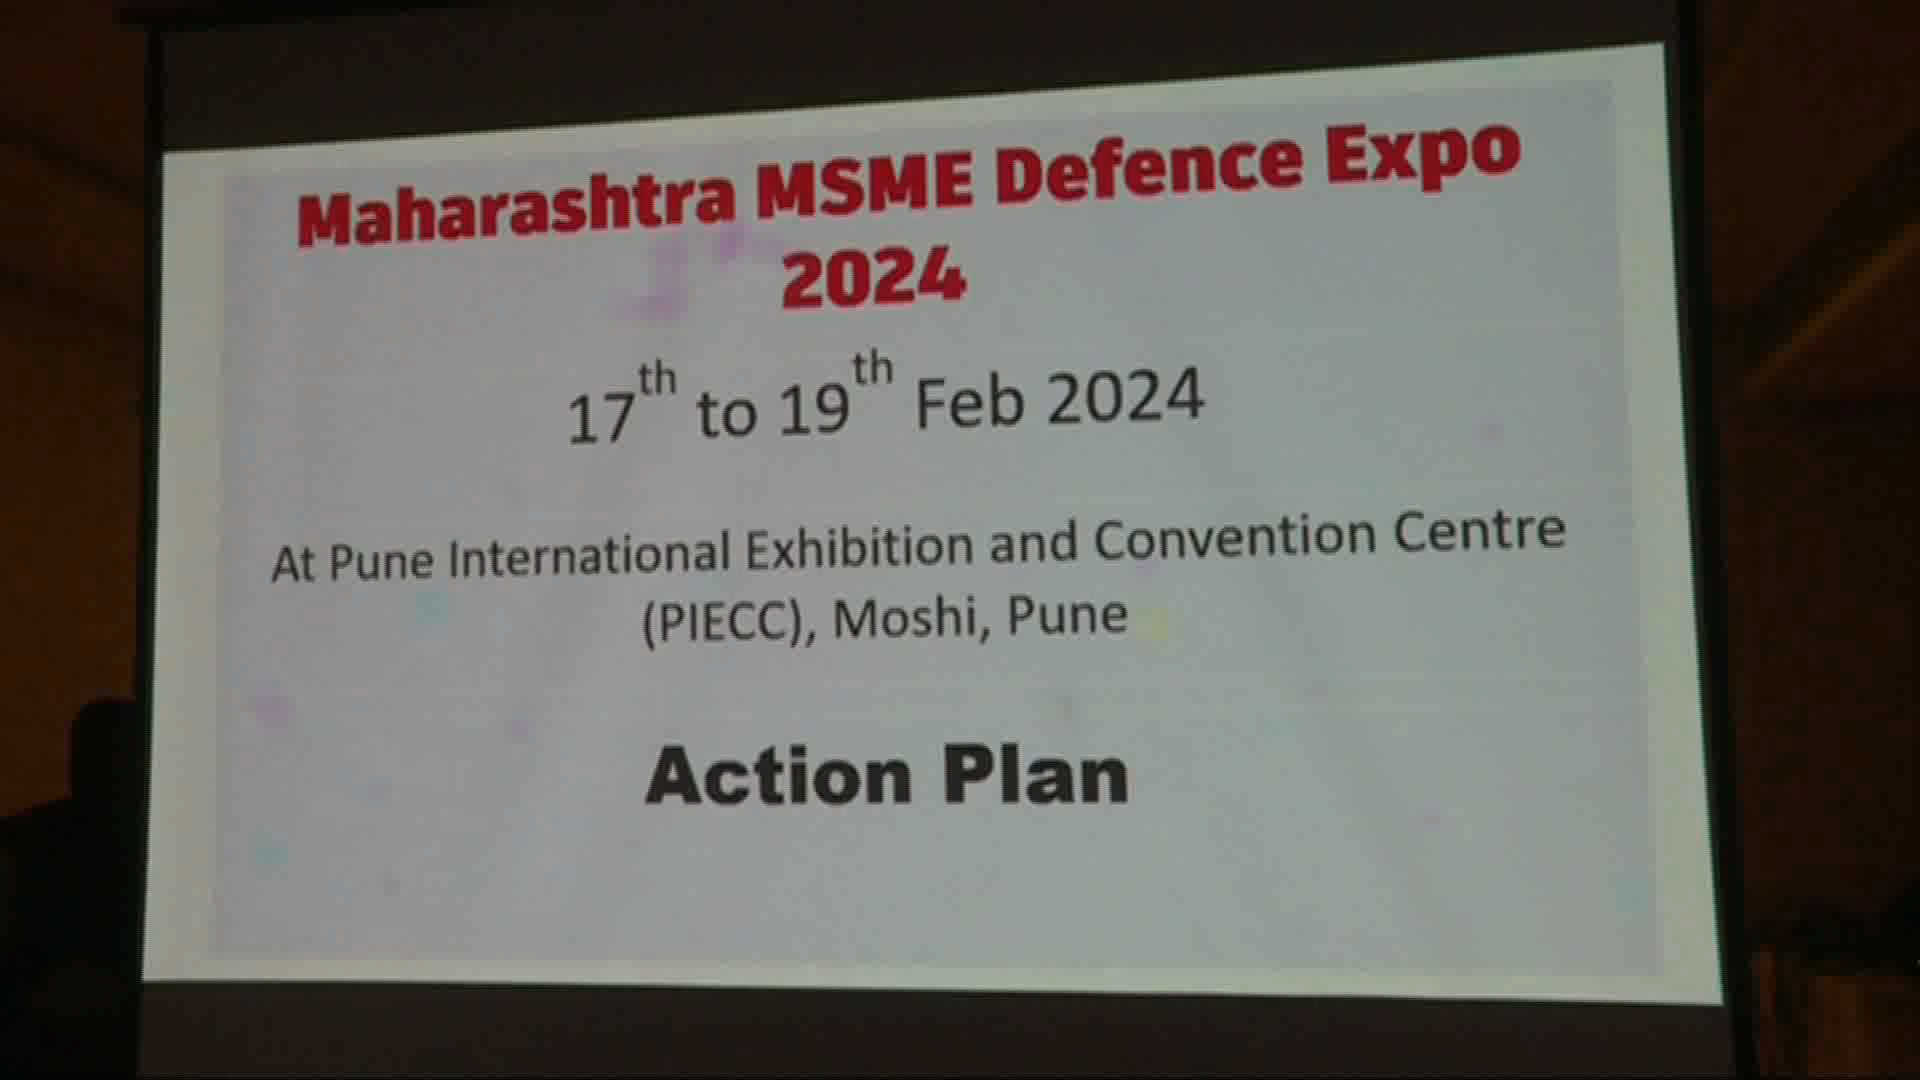 Maharashtra MSME Defence Expo
2024
17th to 19th Feb 2024
At Pune International Exhibition and Convention Centre
(PIECC), Moshi, Pune
Action Plan